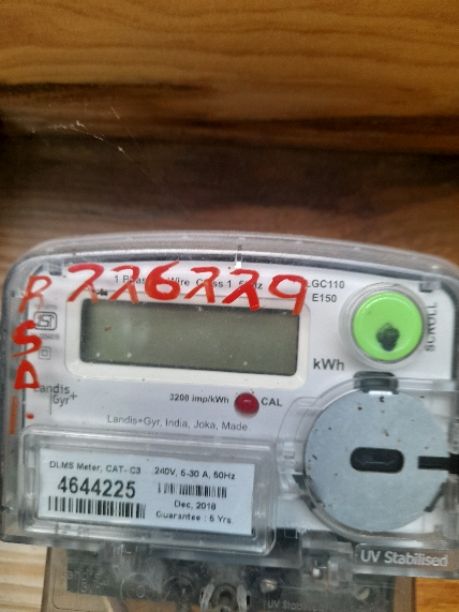 1 Phase Wire Class 1 50Hz
LGC110
E150
226229
R
S
D
SCROLL
kWh
Landis
Gyr+
3200 imp/kWh
CAL
Landis+Gyr, India, Joka, Made
DLMS Meter, CAT- C3
240V, 5-30 A, 50Hz
4644225
Dec, 2018
Guarantee : 5 Yrs.
UV Stabilised